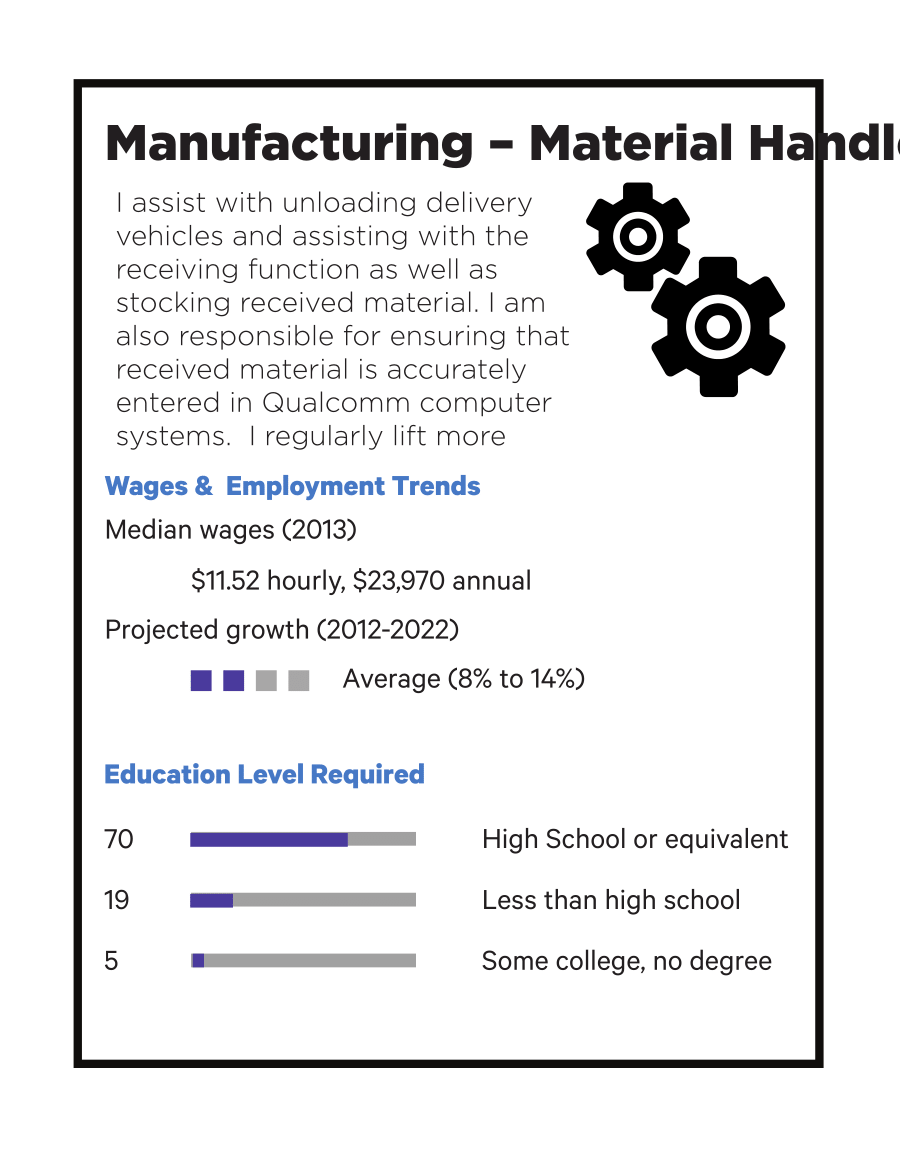 Manufacturing – Material
I assist with unloading delivery
vehicles and assisting with the
receiving function as well as
stocking received material. I am
also responsible for ensuring that
received material is accurately
entered in Qualcomm computer
systems.  I regularly lift more
Wages &  Employment Trends
Median wages (2013)
$11.52 hourly, $23,970 annual
Projected growth (2012-2022)
Average (8% to 14%)
Education Level Required
70 High School or equivalent
19 Less than high school
5 Some college, no degree